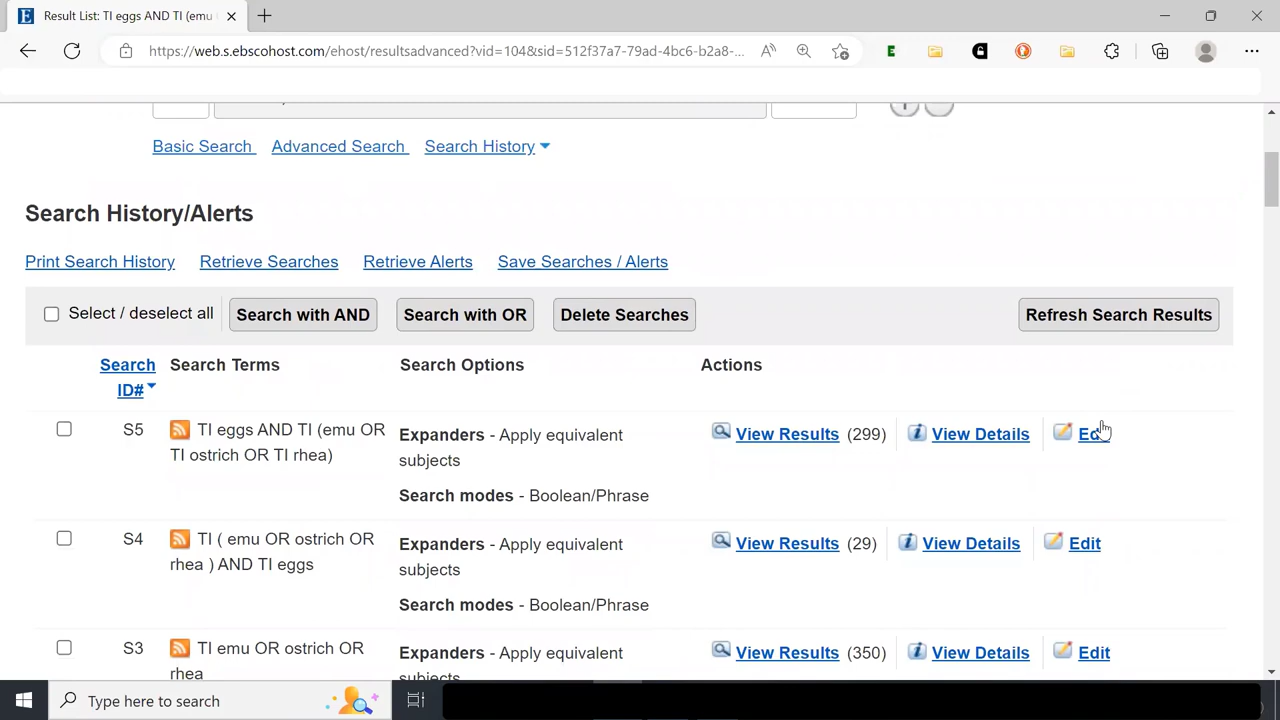 Result List: TI eggs AND TI (emu
https://web.s.ebscohost.com/ehost/resultsadvanced?vid=104&sid=512f37a7-79ad-4bc6-b2a8-...
Basic Search Advanced Search Search History
Search History/Alerts
Print Search History Retrieve Searches Retrieve Alerts Save Searches / Alerts
Select / deselect all Search with AND Search with OR Delete Searches Refresh Search Results
Search ID# Search Terms Search Options Actions
S5 TI eggs AND TI (emu OR Expanders - Apply equivalent View Results (299) View Details Edit
TI ostrich OR TI rhea) subjects
Search modes - Boolean/Phrase
S4 TI ( emu OR ostrich OR Expanders - Apply equivalent View Results (29) View Details Edit
rhea ) AND TI eggs subjects
Search modes - Boolean/Phrase
S3 TI emu OR ostrich OR Expanders - Apply equivalent View Results (350) View Details Edit
rhea subjects
Type here to search